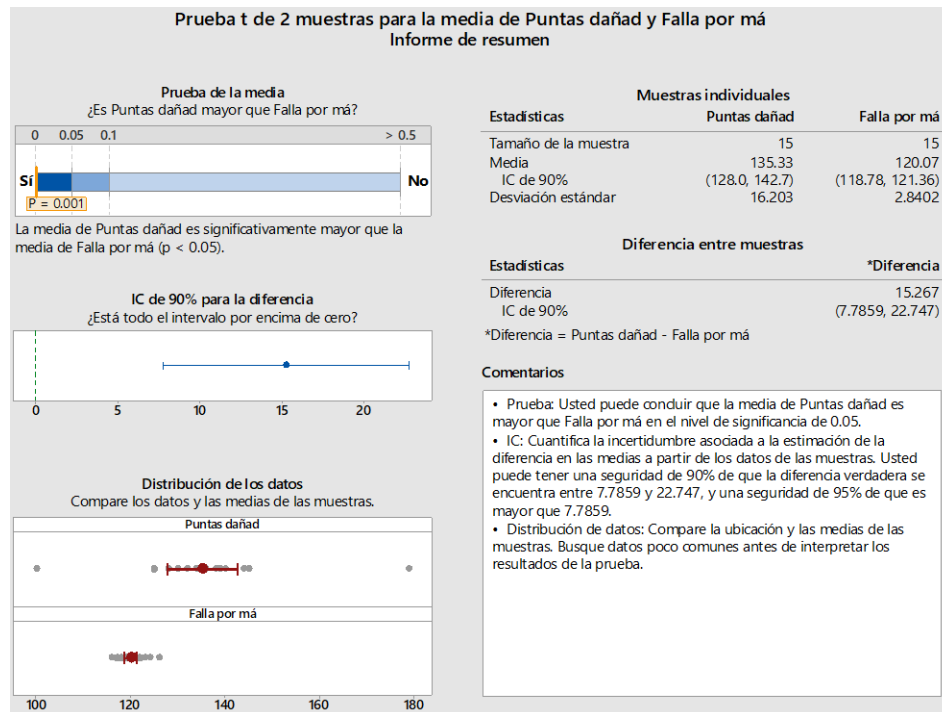 Prueba t de 2 muestras para la media de Puntas dañad y Falla por má
Informe de resumen
Prueba de la media
¿Es Puntas dañad mayor que Falla por má?
0 0.05 0.1 > 0.5
Sí No
P = 0.001
La media de Puntas dañad es significativamente mayor que la
media de Falla por má (p < 0.05).
IC de 90% para la diferencia
¿Está todo el intervalo por encima de cero?
0 5 10 15 20
Distribución de los datos
Compare los datos y las medias de las muestras.
Puntas dañad
Falla por má
100 120 140 160 180
Muestras individuales
Estadísticas Puntas dañad Falla por má
Tamaño de la muestra 15 15
Media 135.33 120.07
IC de 90% (128.0, 142.7) (118.78, 121.36)
Desviación estándar 16.203 2.8402
Diferencia entre muestras
Estadísticas *Diferencia
Diferencia 15.267
IC de 90% (7.7859, 22.747)
*Diferencia = Puntas dañad - Falla por má
Comentarios
• Prueba: Usted puede concluir que la media de Puntas dañad es
mayor que Falla por má en el nivel de significancia de 0.05.
• IC: Cuantifica la incertidumbre asociada a la estimación de la
diferencia en las medias a partir de los datos de las muestras. Usted
puede tener una seguridad de 90% de que la diferencia verdadera se
encuentra entre 7.7859 y 22.747, y una seguridad de 95% de que es
mayor que 7.7859.
• Distribución de datos: Compare la ubicación y las medias de las
muestras. Busque datos poco comunes antes de interpretar los
resultados de la prueba.